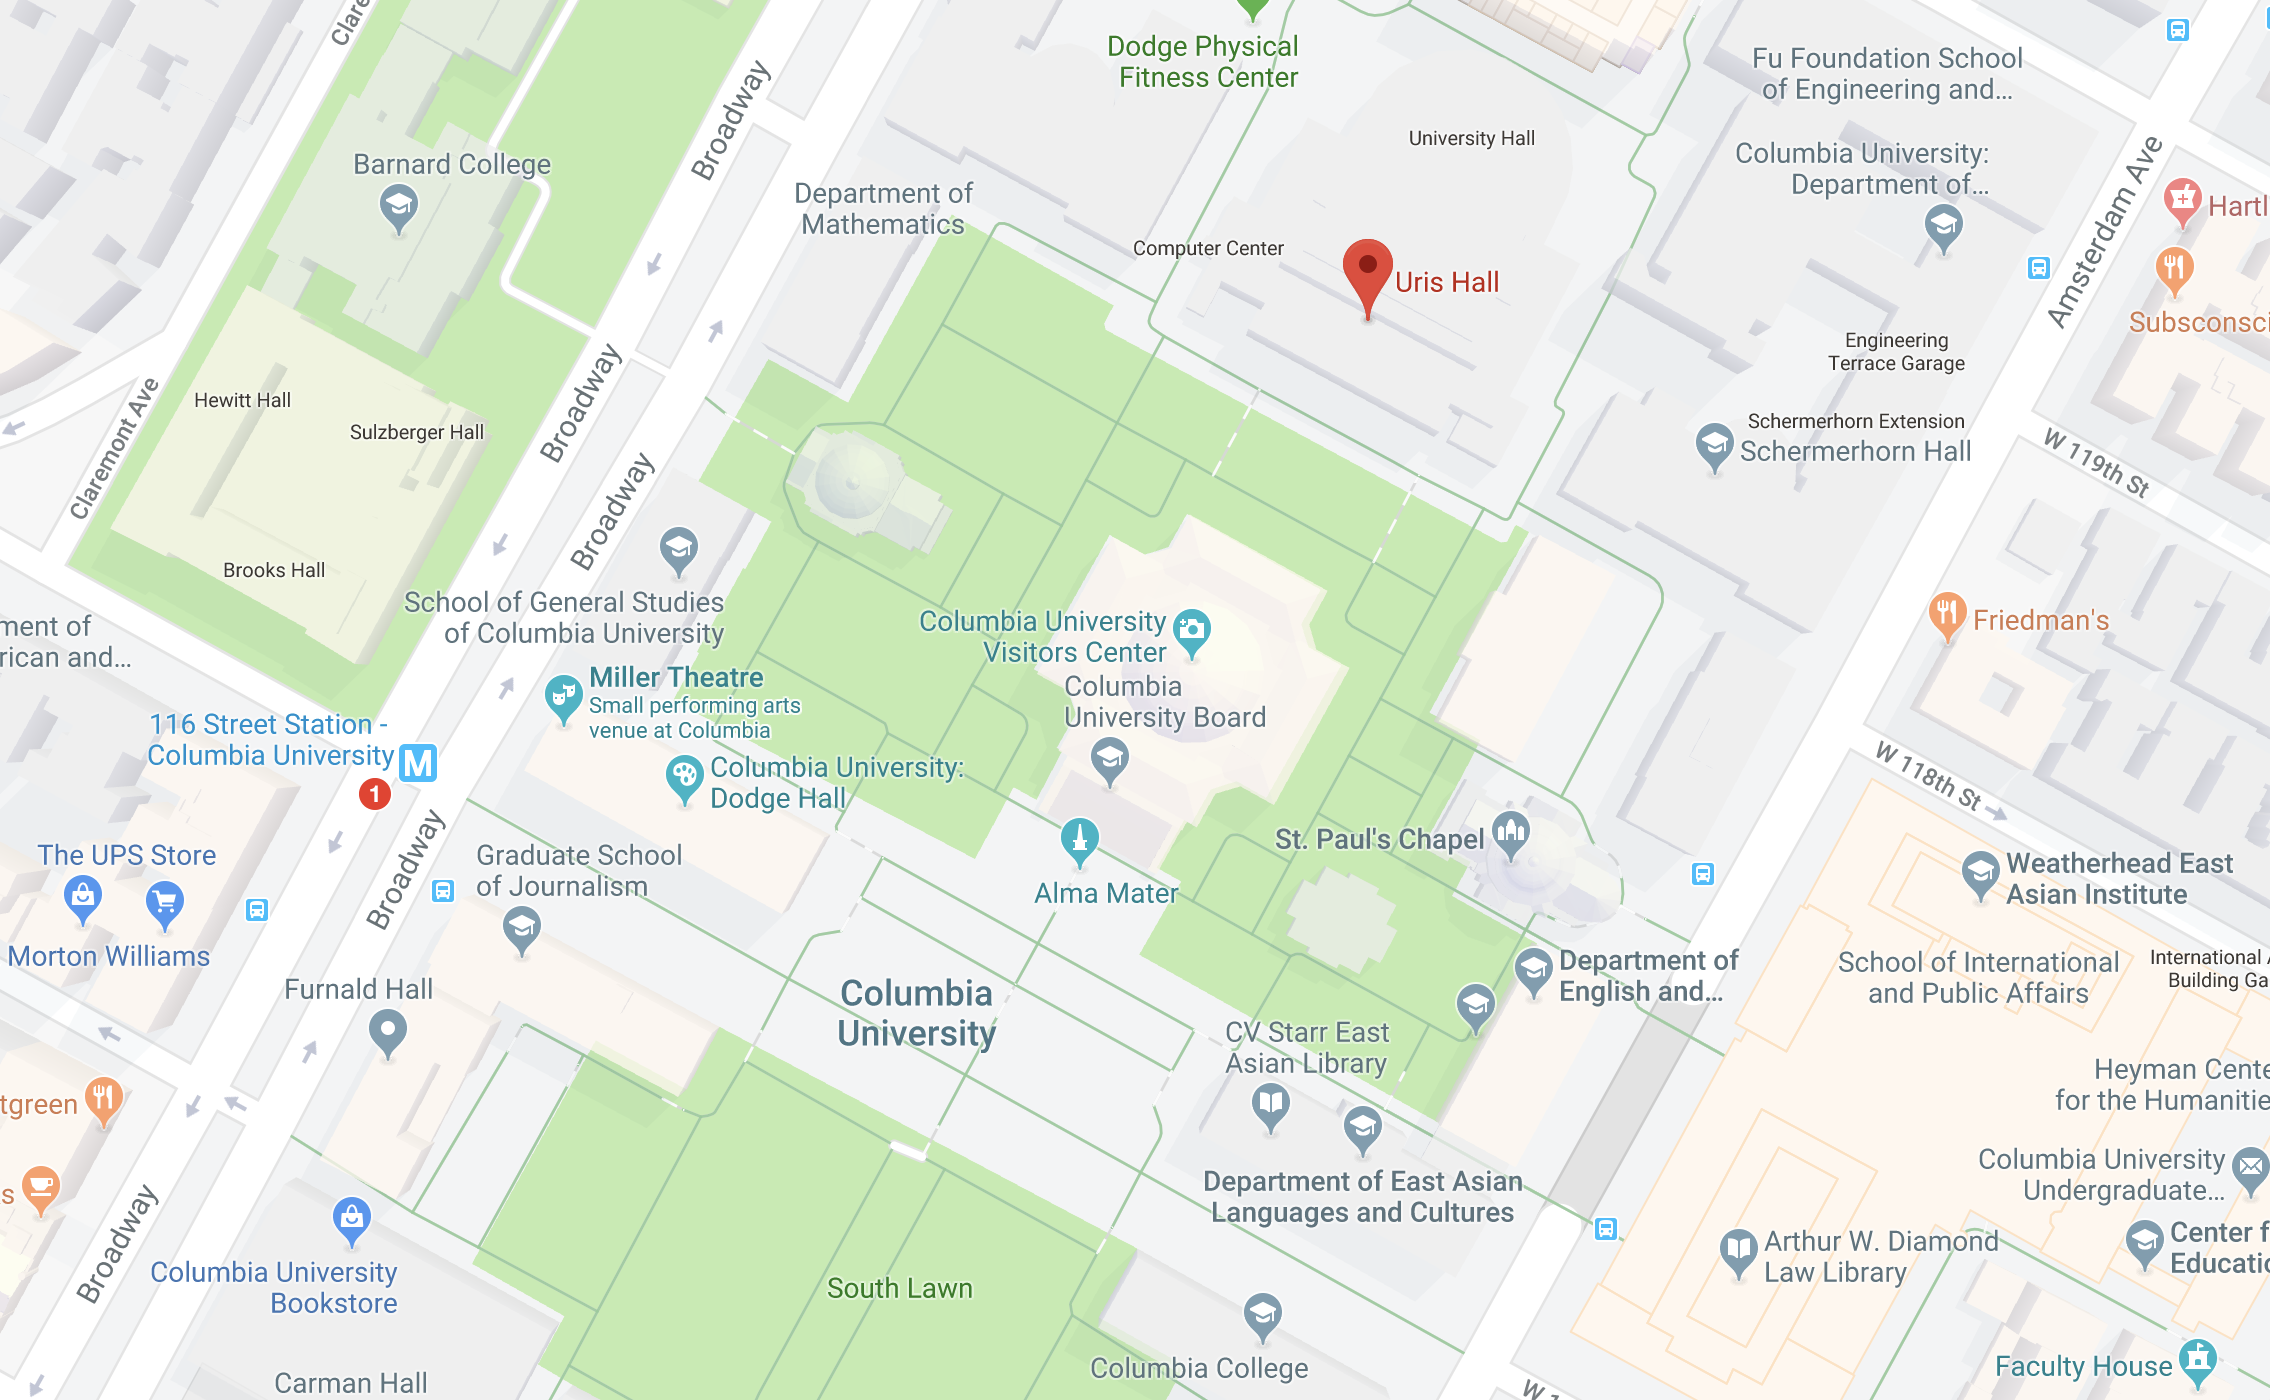 Clare
Dodge Physical
Fitness Center
Broadway
Fu Foundation School
of Engineering and...
University Hall
Columbia University:
Department of...
Barnard College
Department of
Mathematics
Amsterdam Ave
Hartl
Computer Center
Uris Hall
Subsconsci
Engineering
Terrace Garage
Hewitt Hall
Sulzberger Hall
Claremont Ave
Broadway
Broadway
Schermerhorn Extension
Schermerhorn Hall
W 119th St
Brooks Hall
School of General Studies
of Columbia University
ment of
rican and...
Columbia University
Visitors Center
Friedman's
Miller Theatre
Small performing arts
venue at Columbia
Columbia
University Board
116 Street Station -
Columbia University
M
1
Columbia University:
Dodge Hall
W 118th St
The UPS Store
Broadway
Graduate School
of Journalism
Alma Mater
St. Paul's Chapel
Weatherhead East
Asian Institute
Morton Williams
Furnald Hall
Columbia
University
Department of
English and...
School of International
and Public Affairs
International A
Building Ga
CV Starr East
Asian Library
Heyman Cente
for the Humanitie
tgreen
Department of East Asian
Languages and Cultures
Columbia University
Undergraduate...
s
Broadway
Columbia University
Bookstore
South Lawn
Arthur W. Diamond
Law Library
Center f
Educatio
Columbia College
Carman Hall
Faculty House
W 1